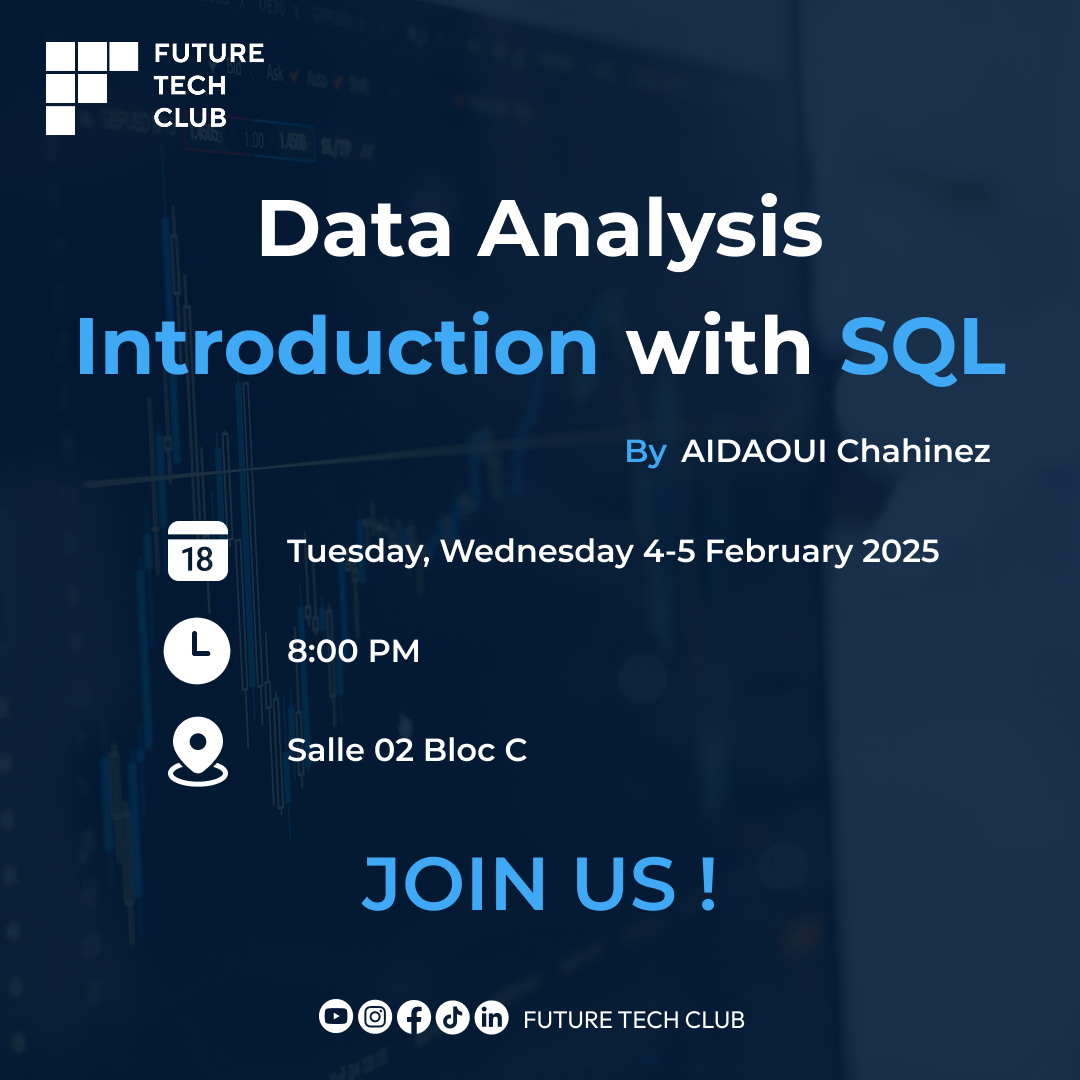 FUTURE
TECH
CLUB
Data Analysis
Introduction with SQL
By AIDAOUI Chahinez
18
Tuesday, Wednesday 4-5 February 2025
8:00 PM
Salle 02 Bloc C
JOIN US !
in FUTURE TECH CLUB